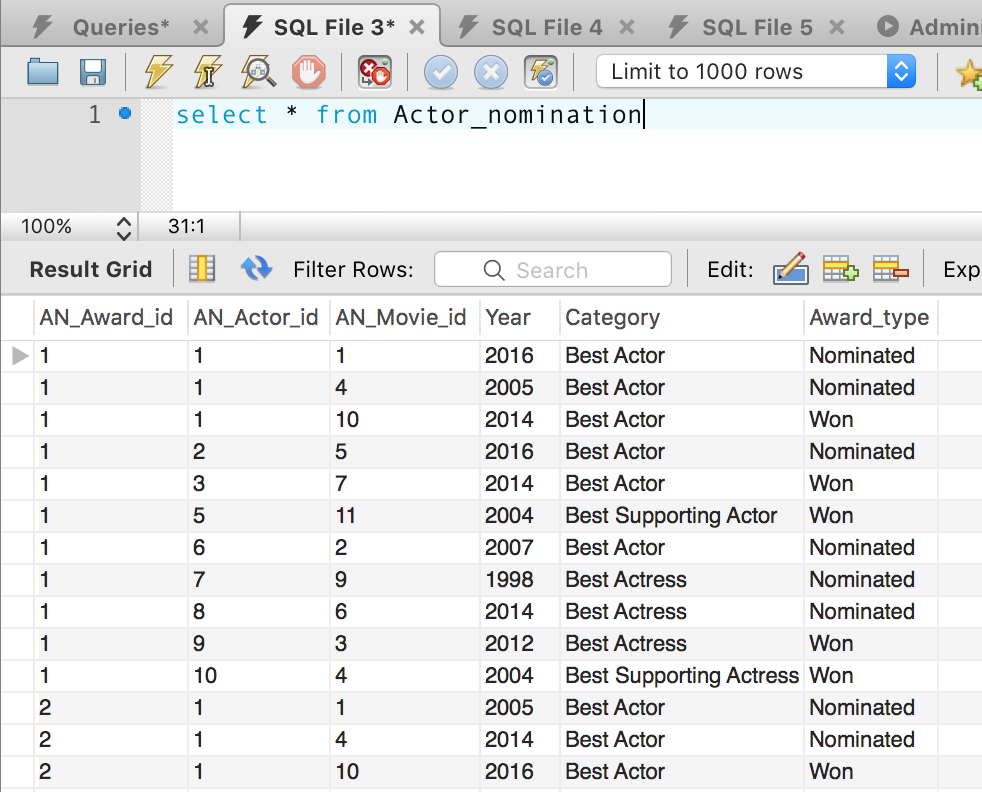 Queries* SQL File 3* SQL File 4 SQL File 5
Limit to 1000 rows
1 select * from Actor_nomination
100% 31:1
Result Grid Filter Rows: Search Edit:
AN_Award_id AN_Actor_id AN_Movie_id Year Category Award_type
1 1 1 2016 Best Actor Nominated
1 1 4 2005 Best Actor Nominated
1 1 10 2014 Best Actor Won
1 2 5 2016 Best Actor Nominated
1 3 7 2014 Best Actor Won
1 5 11 2004 Best Supporting Actor Won
1 6 2 2007 Best Actor Nominated
1 7 9 1998 Best Actress Nominated
1 8 6 2014 Best Actress Nominated
1 9 3 2012 Best Actress Won
1 10 4 2004 Best Supporting Actress Won
2 1 1 2005 Best Actor Nominated
2 1 4 2014 Best Actor Nominated
2 1 10 2016 Best Actor Won